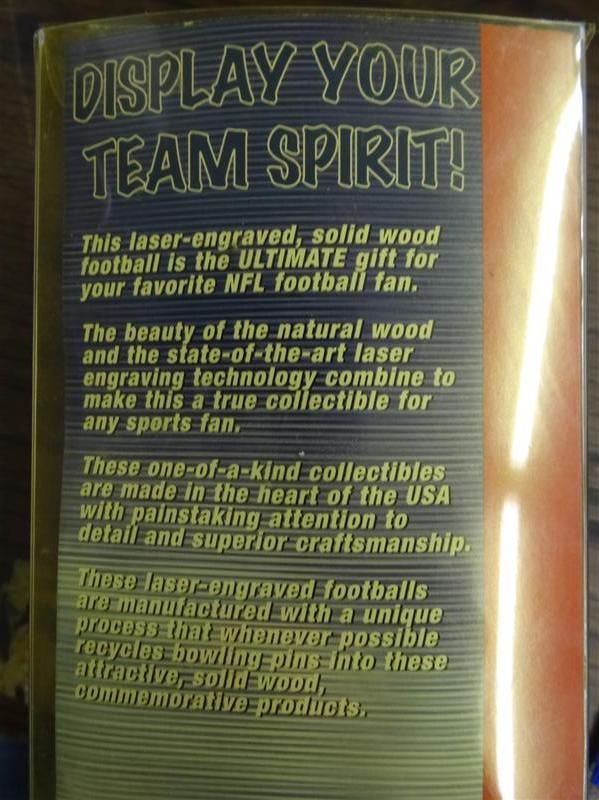 DISPLAY YOUR
TEAM SPIRIT!
This laser-engraved, solid wood
football is the ULTIMATE gift for
your favorite NFL football fan.
The beauty of the natural wood
and the state-of-the-art laser
engraving technology combine to
make this a true collectible for
any sports fan.
These one-of-a-kind collectibles
are made in the heart of the USA
with painstaking attention to
detail and superior craftsmanship.
These laser-engraved footballs
are manufactured with a unique
process that whenever possible
recycles bowling pins into these
attractive, solid wood,
commemorative products.